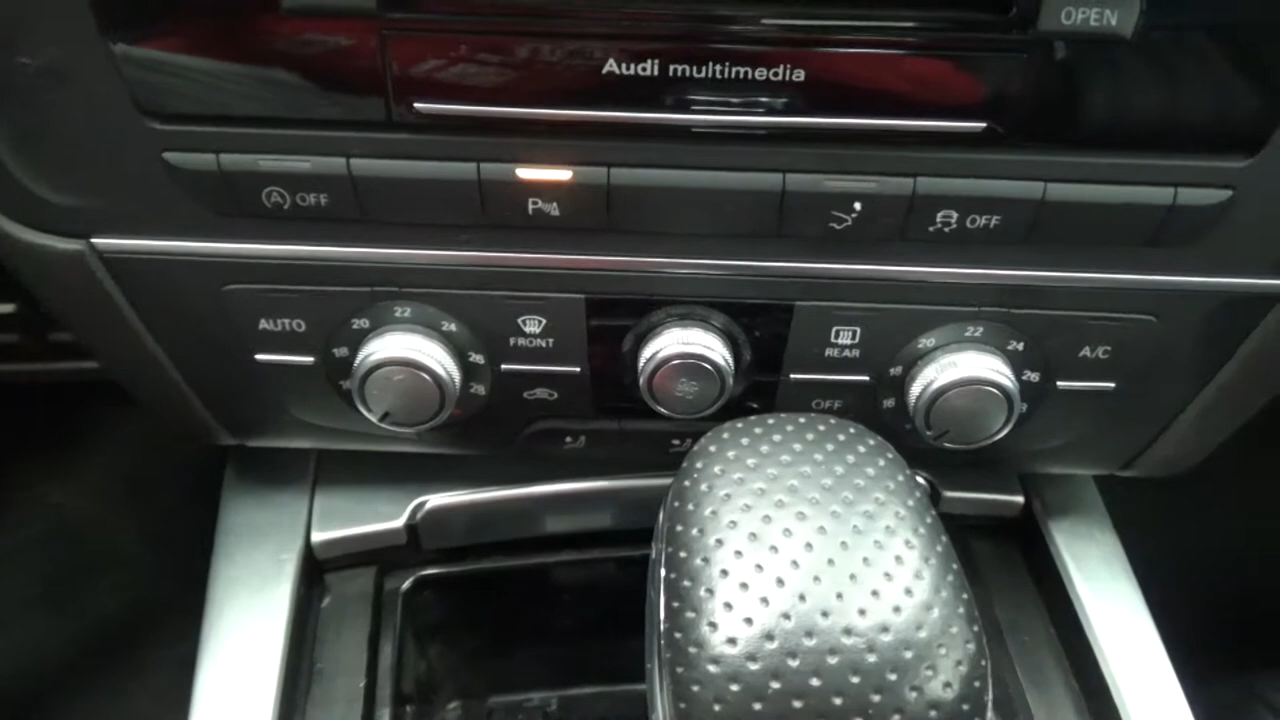 OPEN
Audi multimedia
A OFF
P
OFF
AUTO
16 18 20 22 24 26 28
FRONT
REAR
OFF
16 18 20 22 24 26
A/C